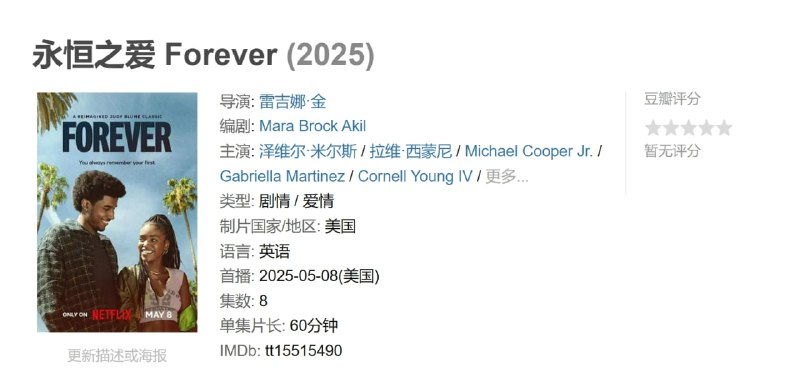 永恒之爱 Forever (2025)
A REIMAGINED JUDY BLUME CLASSIC
FOREVER
You always remember your first.
ONLY ON NETFLIX MAY 8
更新描述或海报
导演: 雷吉娜·金
编剧: Mara Brock Akil
主演: 泽维尔·米尔斯 / 拉维·西蒙尼 / Michael Cooper Jr. /
Gabriella Martinez / Cornell Young IV / 更多...
类型: 剧情 / 爱情
制片国家/地区: 美国
语言: 英语
首播: 2025-05-08(美国)
集数: 8
单集片长: 60分钟
IMDb: tt15515490
豆瓣评分
暂无评分